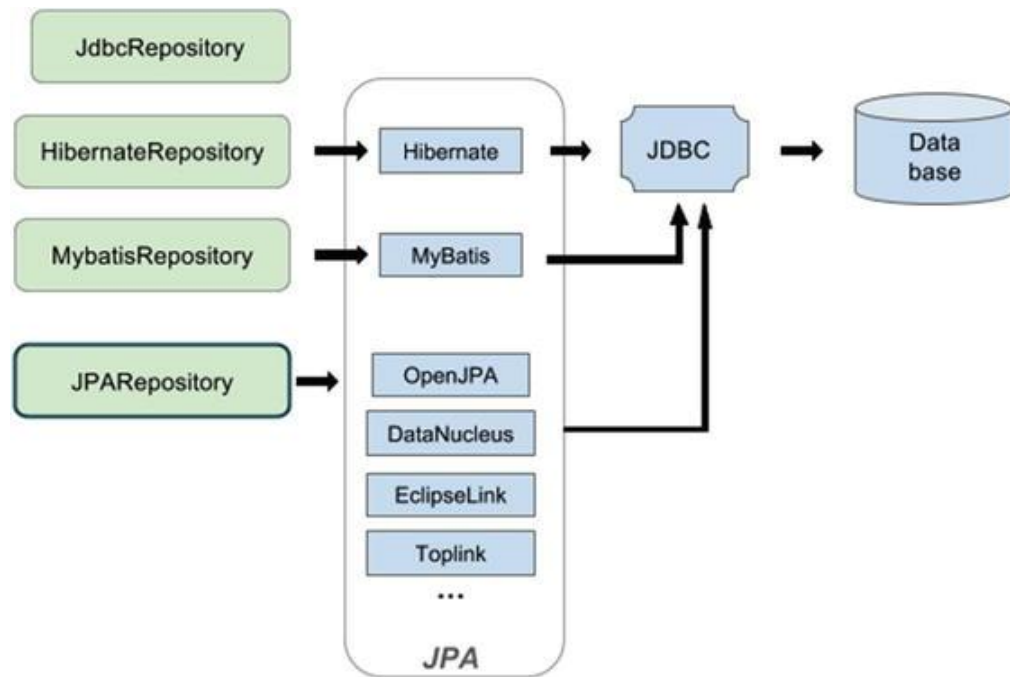 JdbcRepository
HibernateRepository
Hibernate
JDBC
Data
base
MybatisRepository
MyBatis
JPARepository
OpenJPA
DataNucleus
EclipseLink
Toplink
...
JPA